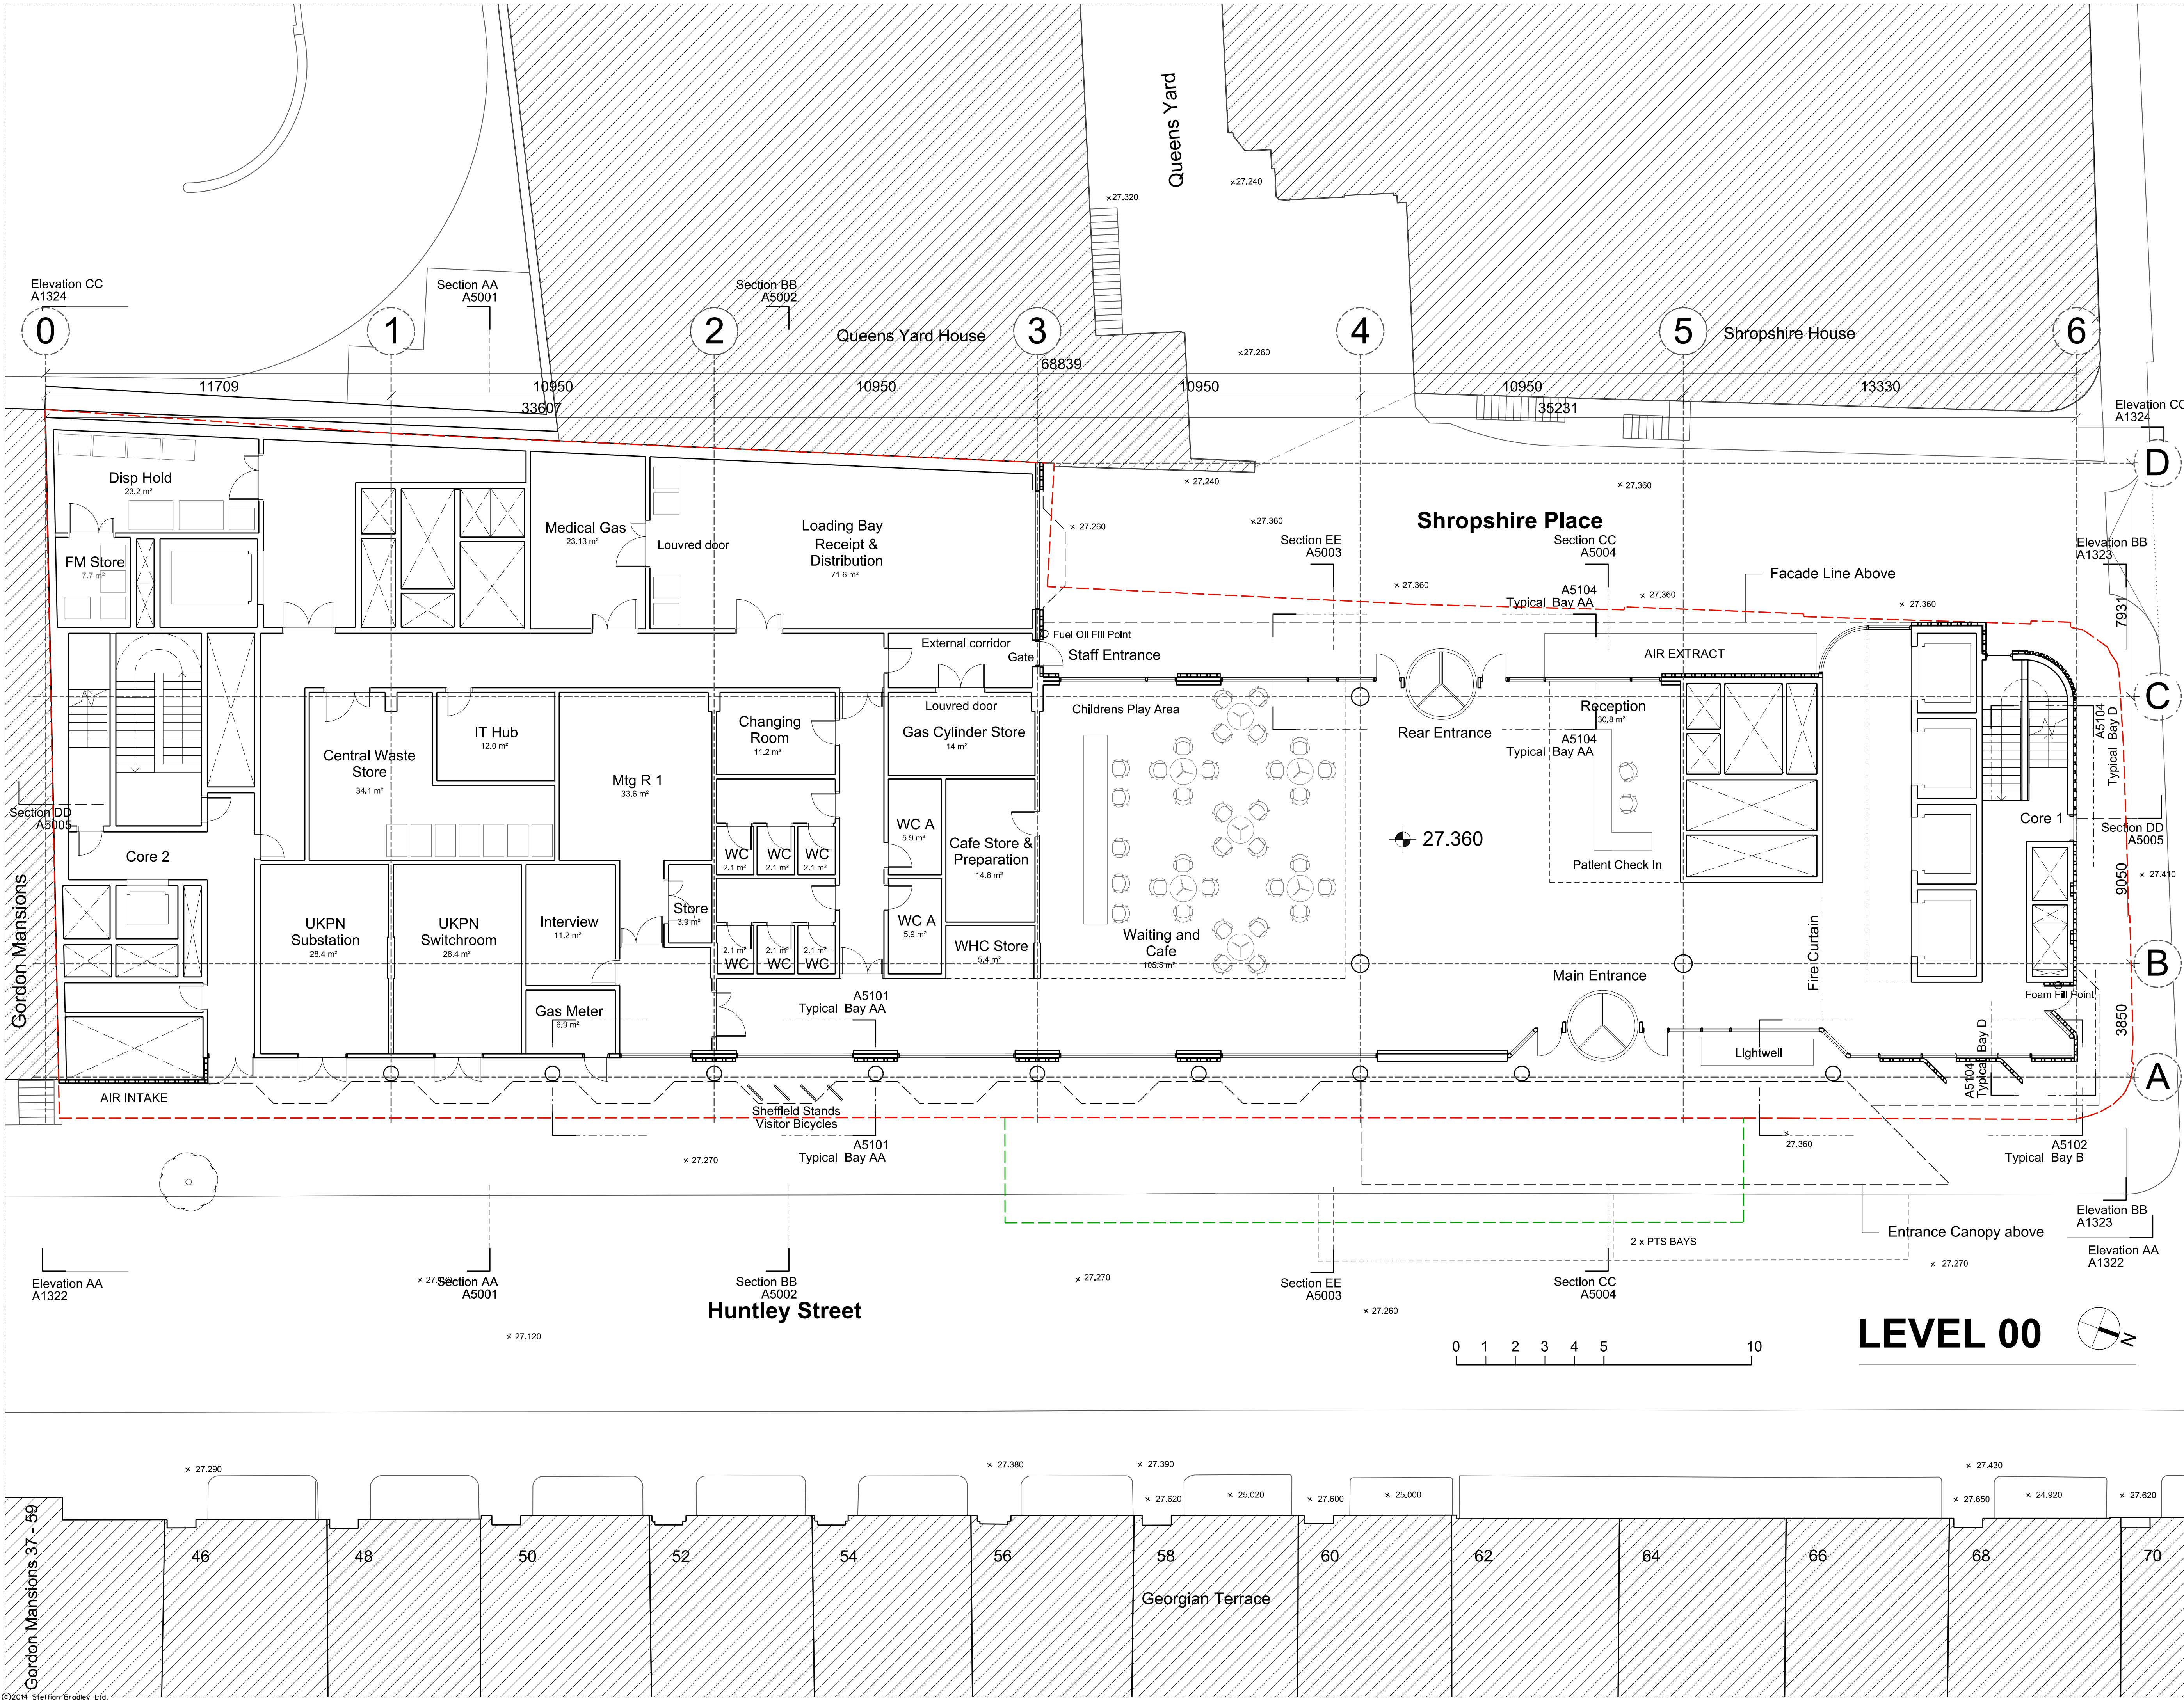 Queens Yard
×27.320
×27.240
Elevation CC
A1324
Section AA
A5001
Section BB
A5002
0
1
2
Queens Yard House
3
×27.260
4
5
Shropshire House
6
68839
11709
10950
10950
10950
10950
13330
33607
35231
Elevation CC
A1324
D
Disp Hold
23.2 m²
Medical Gas
23,13 m²
Louvred door
Loading Bay
Receipt &
Distribution
71.6 m²
× 27,240
× 27.260
×27.360
× 27,360
Shropshire Place
Section EE
A5003
Section CC
A5004
Elevation BB
A1323
FM Store
7.7 m²
Facade Line Above
× 27.360
A5104
Typical Bay AA
× 27.360
× 27.360
7931
Fuel Oil Fill Point
External corridor
Gate
Staff Entrance
AIR EXTRACT
C
Louvred door
Childrens Play Area
Reception
30,8 m²
A5104
Typical Bay D
Changing
Room
11.2 m²
IT Hub
12.0 m²
Gas Cylinder Store
14 m²
Rear Entrance
A5104
Typical Bay AA
Central Waste
Store
34,1 m²
Mtg R 1
33,6 m²
Section DD
A5005
WC A
5.9 m²
Cafe Store &
Preparation
14.6 m²
27.360
Core 1
Section DD
A5005
Core 2
WC
2.1 m²
WC
2.1 m²
WC
2.1 m²
Patient Check In
× 27.410
9050
Gordon Mansions
UKPN
Substation
28.4 m²
UKPN
Switchroom
28.4 m²
Interview
11,2 m²
Store
3.9 m²
2.1 m²
WC
2.1 m²
WC
2.1 m²
WC
WC A
5.9 m²
WHC Store
5,4 m²
Waiting and
Cafe
105.5 m²
Fire Curtain
B
Main Entrance
Foam Fill Point
Gas Meter
6.9 m²
A5101
Typical Bay AA
3850
Lightwell
A5104
Typical Bay D
A
AIR INTAKE
Sheffield Stands
Visitor Bicycles
A5101
Typical Bay AA
× 27.270
×
27.360
A5102
Typical Bay B
Elevation BB
A1323
Entrance Canopy above
2 x PTS BAYS
Elevation AA
A1322
Elevation AA
A1322
Section AA
A5001
Section BB
A5002
× 27.270
Section EE
A5003
Section CC
A5004
× 27.270
Huntley Street
× 27.260
× 27.120
0 1 2 3 4 5 10
LEVEL 00
N
× 27.290
× 27.380
× 27.390
× 27.430
× 27.620
× 25.020
× 27.600
× 25.000
× 27.650
× 24.920
× 27.620
Gordon Mansions 37 - 59
46
48
50
52
54
56
58
60
62
64
66
68
70
Georgian Terrace
©2014 Steffian Bradley Ltd.